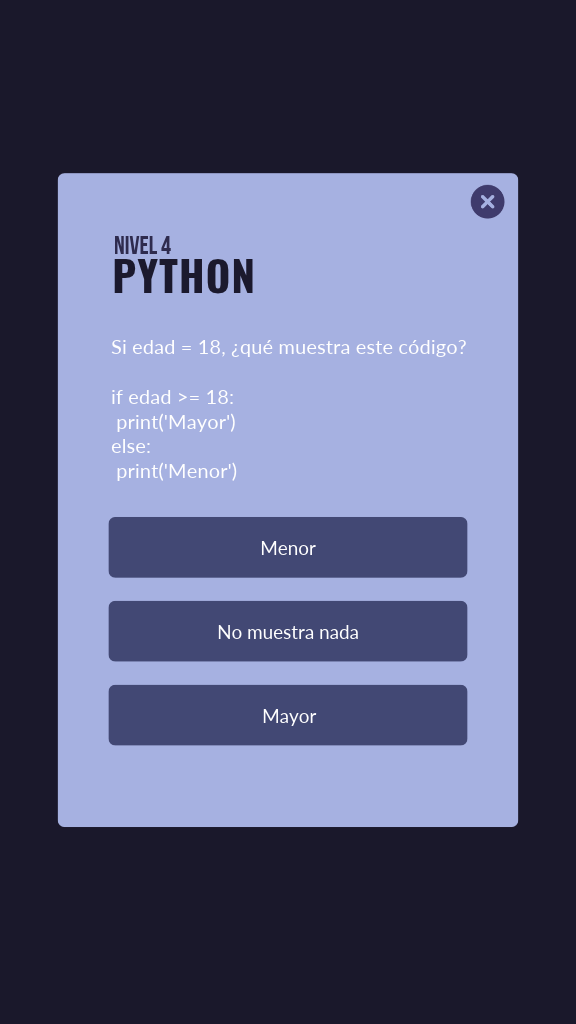 NIVEL 4
PYTHON
Si edad = 18, ¿qué muestra este código?
if edad >= 18:
 print('Mayor')
else:
 print('Menor')
Menor
No muestra nada
Mayor